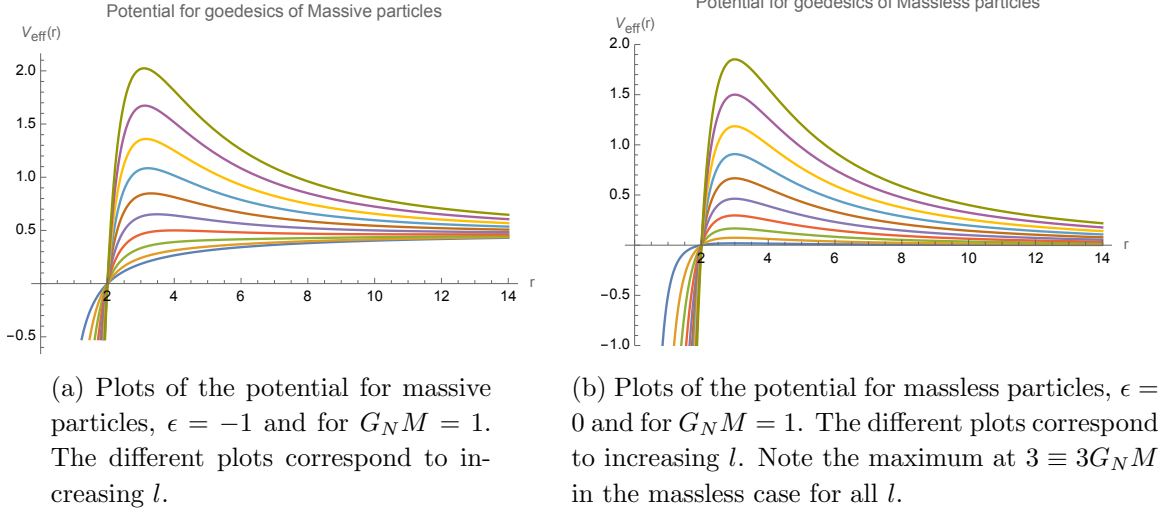 Potential for goedesics of Massive particles
V_eff(r)
2.0
1.5
1.0
0.5
-0.5
2 4 6 8 10 12 14 r
(a) Plots of the potential for massive
particles, ϵ = −1 and for G_N M = 1.
The different plots correspond to in-
creasing l.
Potential for goedesics of Massless particles
V_eff(r)
2.0
1.5
1.0
0.5
2 4 6 8 10 12 14 r
-0.5
-1.0
(b) Plots of the potential for massless particles, ϵ =
0 and for G_N M = 1. The different plots correspond
to increasing l. Note the maximum at 3 ≡ 3G_N M
in the massless case for all l.